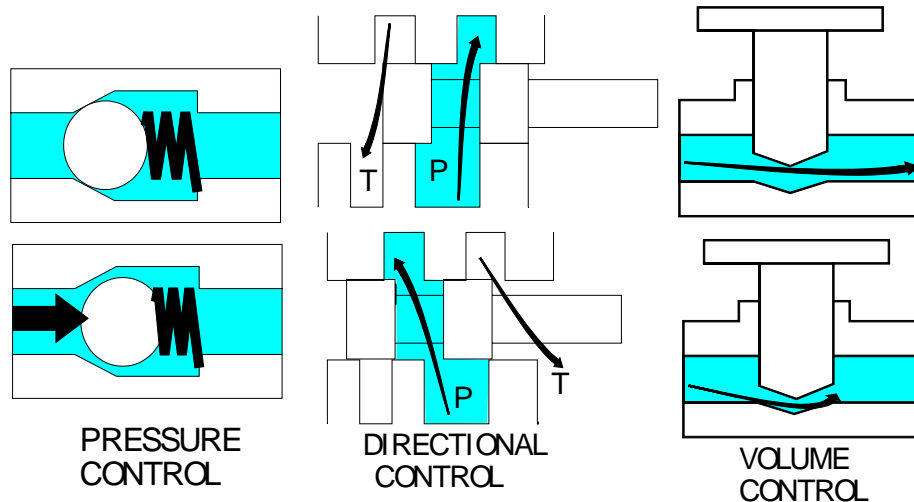 T
P
P
T
PRESSURE
CONTROL
DIRECTIONAL
CONTROL
VOLUME
CONTROL